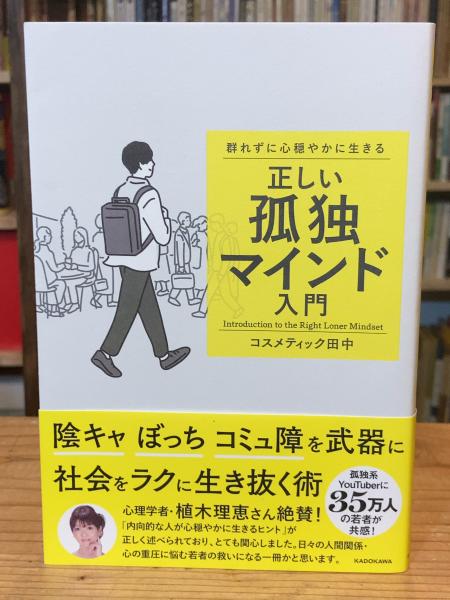 群れずに心穏やかに生きる
正しい
孤独
マインド
入門
Introduction to the Right Loner Mindset
コスメティック田中
陰キャ ぼっち コミュ障を武器に
社会をラクに生き抜く術
孤独系
YouTuberに
35万人
の若者が
共感!
心理学者・植木理恵さん絶賛!
「内向的な人が心穏やかに生きるヒント」が
正しく述べられており、とても関心しました。日々の人間関係・
心の重圧に悩む若者の救いになる一冊かと思います。
KADOKAWA